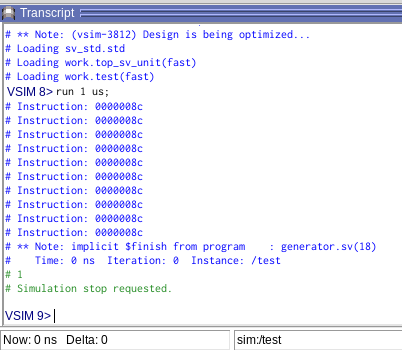 Transcript
# ** Note: (vsim-3812) Design is being optimized...
# Loading sv_std.std
# Loading work.top_sv_unit(fast)
# Loading work.test(fast)
VSIM 8> run 1 us;
# Instruction: 0000008c
# Instruction: 0000008c
# Instruction: 0000008c
# Instruction: 0000008c
# Instruction: 0000008c
# Instruction: 0000008c
# Instruction: 0000008c
# Instruction: 0000008c
# Instruction: 0000008c
# Instruction: 0000008c
# ** Note: implicit $finish from program    : generator.sv(18)
#    Time: 0 ns  Iteration: 0  Instance: /test
# 1
# Simulation stop requested.
VSIM 9>
Now: 0 ns  Delta: 0
sim:/test